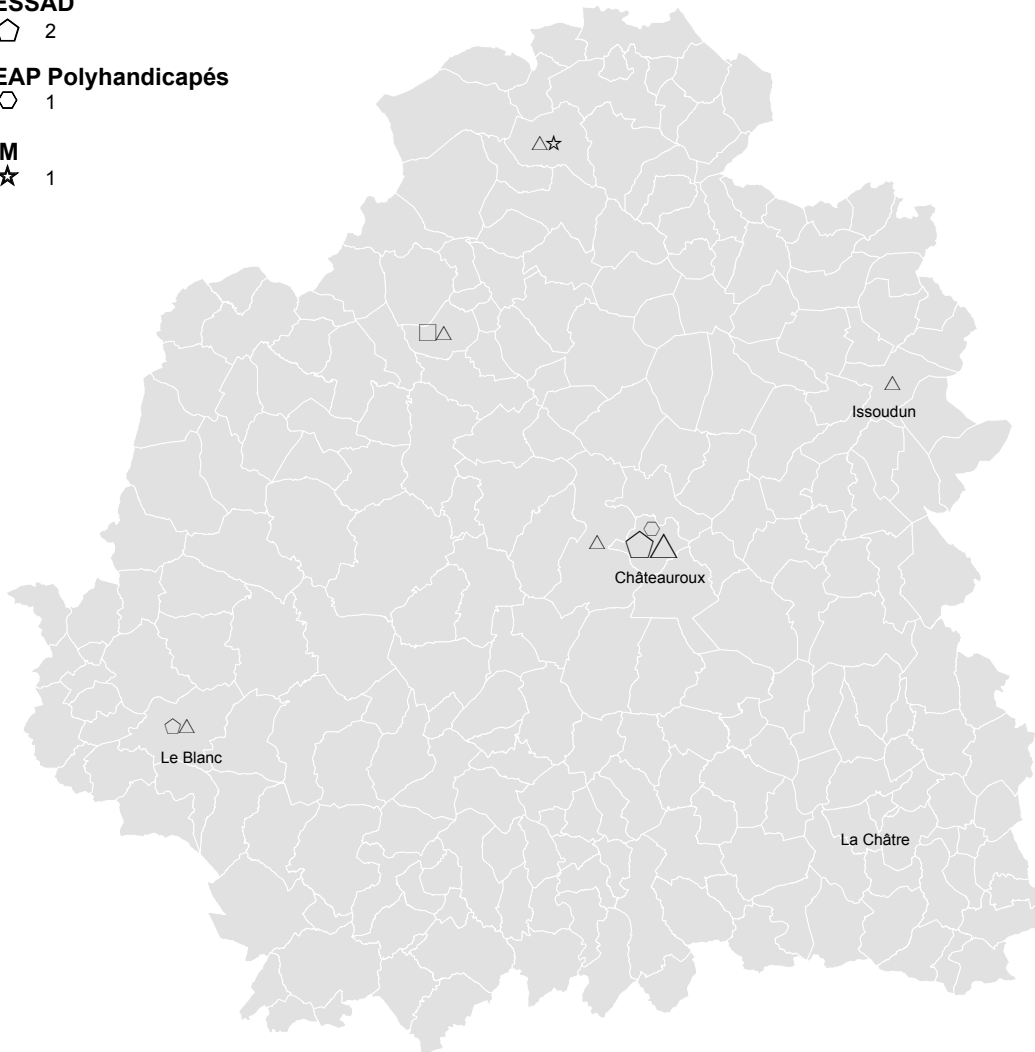 ESSAD
2
EAP Polyhandicapés
1
M
1
Issoudun
Châteauroux
Le Blanc
La Châtre